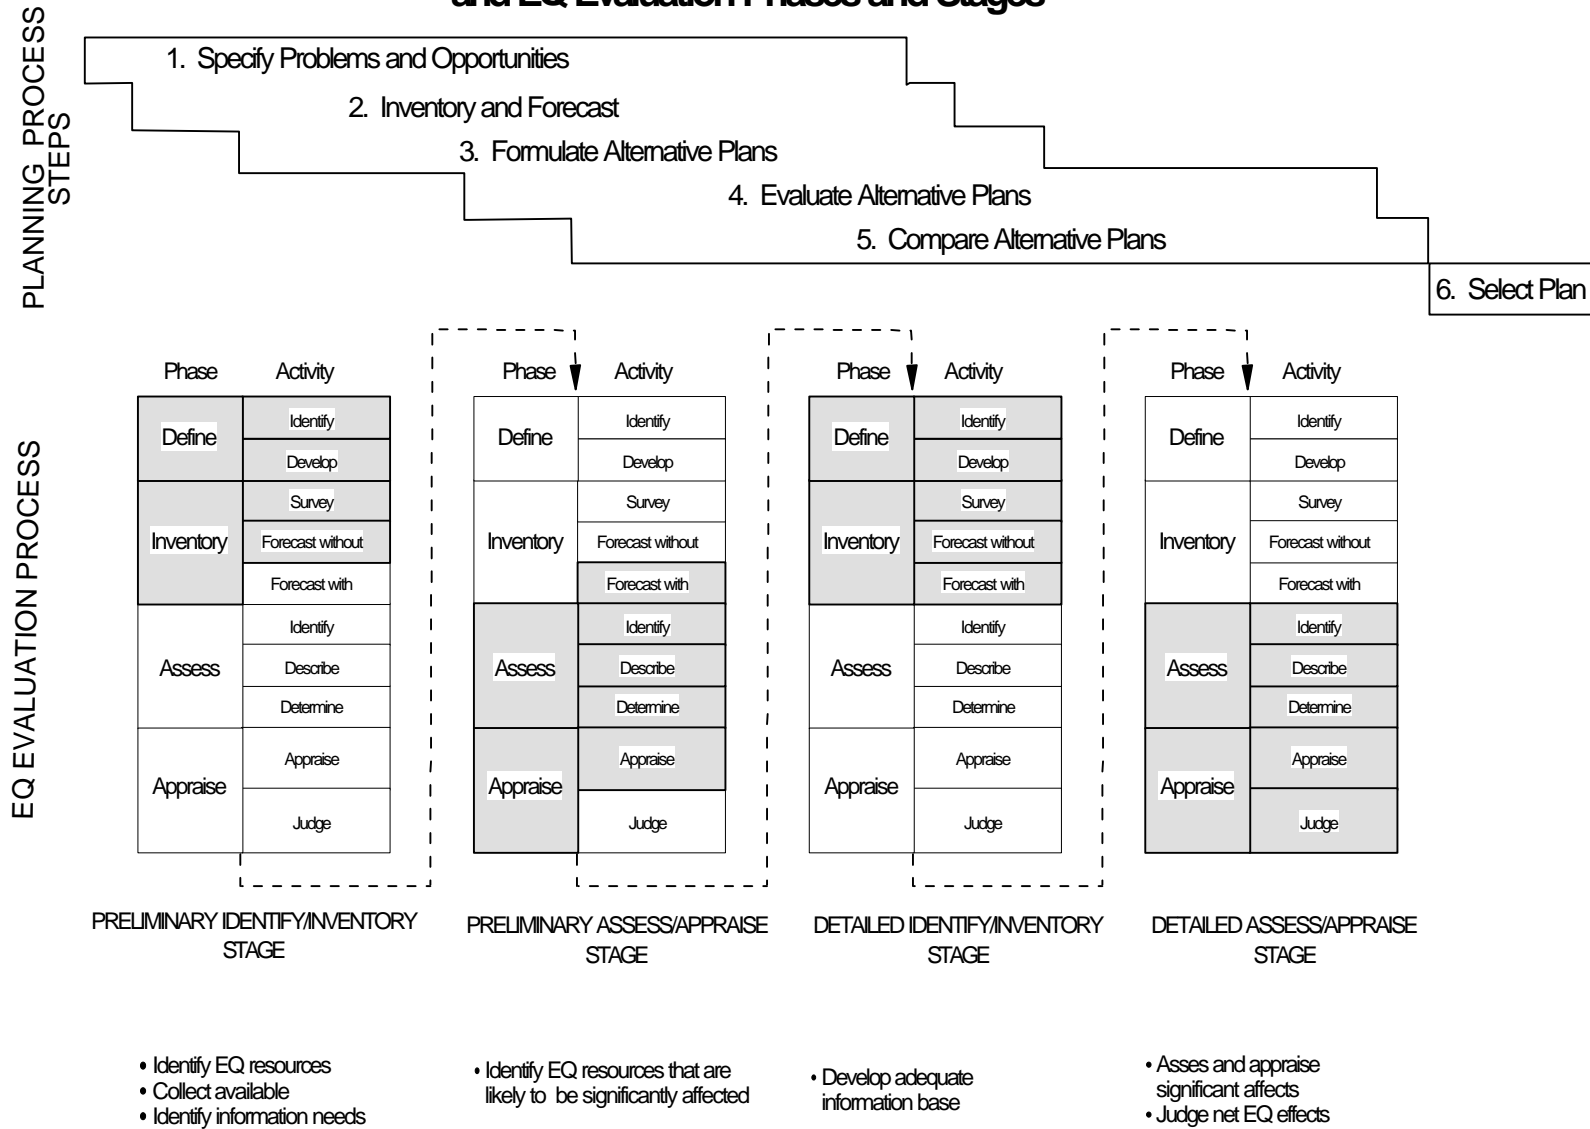 and EQ Evaluation Phases and Stages
PLANNING PROCESS
STEPS
1. Specify Problems and Opportunities
2. Inventory and Forecast
3. Formulate Alternative Plans
4. Evaluate Alternative Plans
5. Compare Alternative Plans
6. Select Plan
EQ EVALUATION PROCESS
Phase Activity
Define
Identify
Develop
Inventory
Survey
Forecast without
Forecast with
Assess
Identify
Describe
Determine
Appraise
Appraise
Judge
PRELIMINARY IDENTIFY/INVENTORY
STAGE
• Identify EQ resources
• Collect available
• Identify information needs
Phase Activity
Define
Identify
Develop
Inventory
Survey
Forecast without
Forecast with
Assess
Identify
Describe
Determine
Appraise
Appraise
Judge
PRELIMINARY ASSESS/APPRAISE
STAGE
• Identify EQ resources that are
likely to be significantly affected
Phase Activity
Define
Identify
Develop
Inventory
Survey
Forecast without
Forecast with
Assess
Identify
Describe
Determine
Appraise
Appraise
Judge
DETAILED IDENTIFY/INVENTORY
STAGE
• Develop adequate
information base
Phase Activity
Define
Identify
Develop
Inventory
Survey
Forecast without
Forecast with
Assess
Identify
Describe
Determine
Appraise
Appraise
Judge
DETAILED ASSESS/APPRAISE
STAGE
• Asses and appraise
significant affects
• Judge net EQ effects